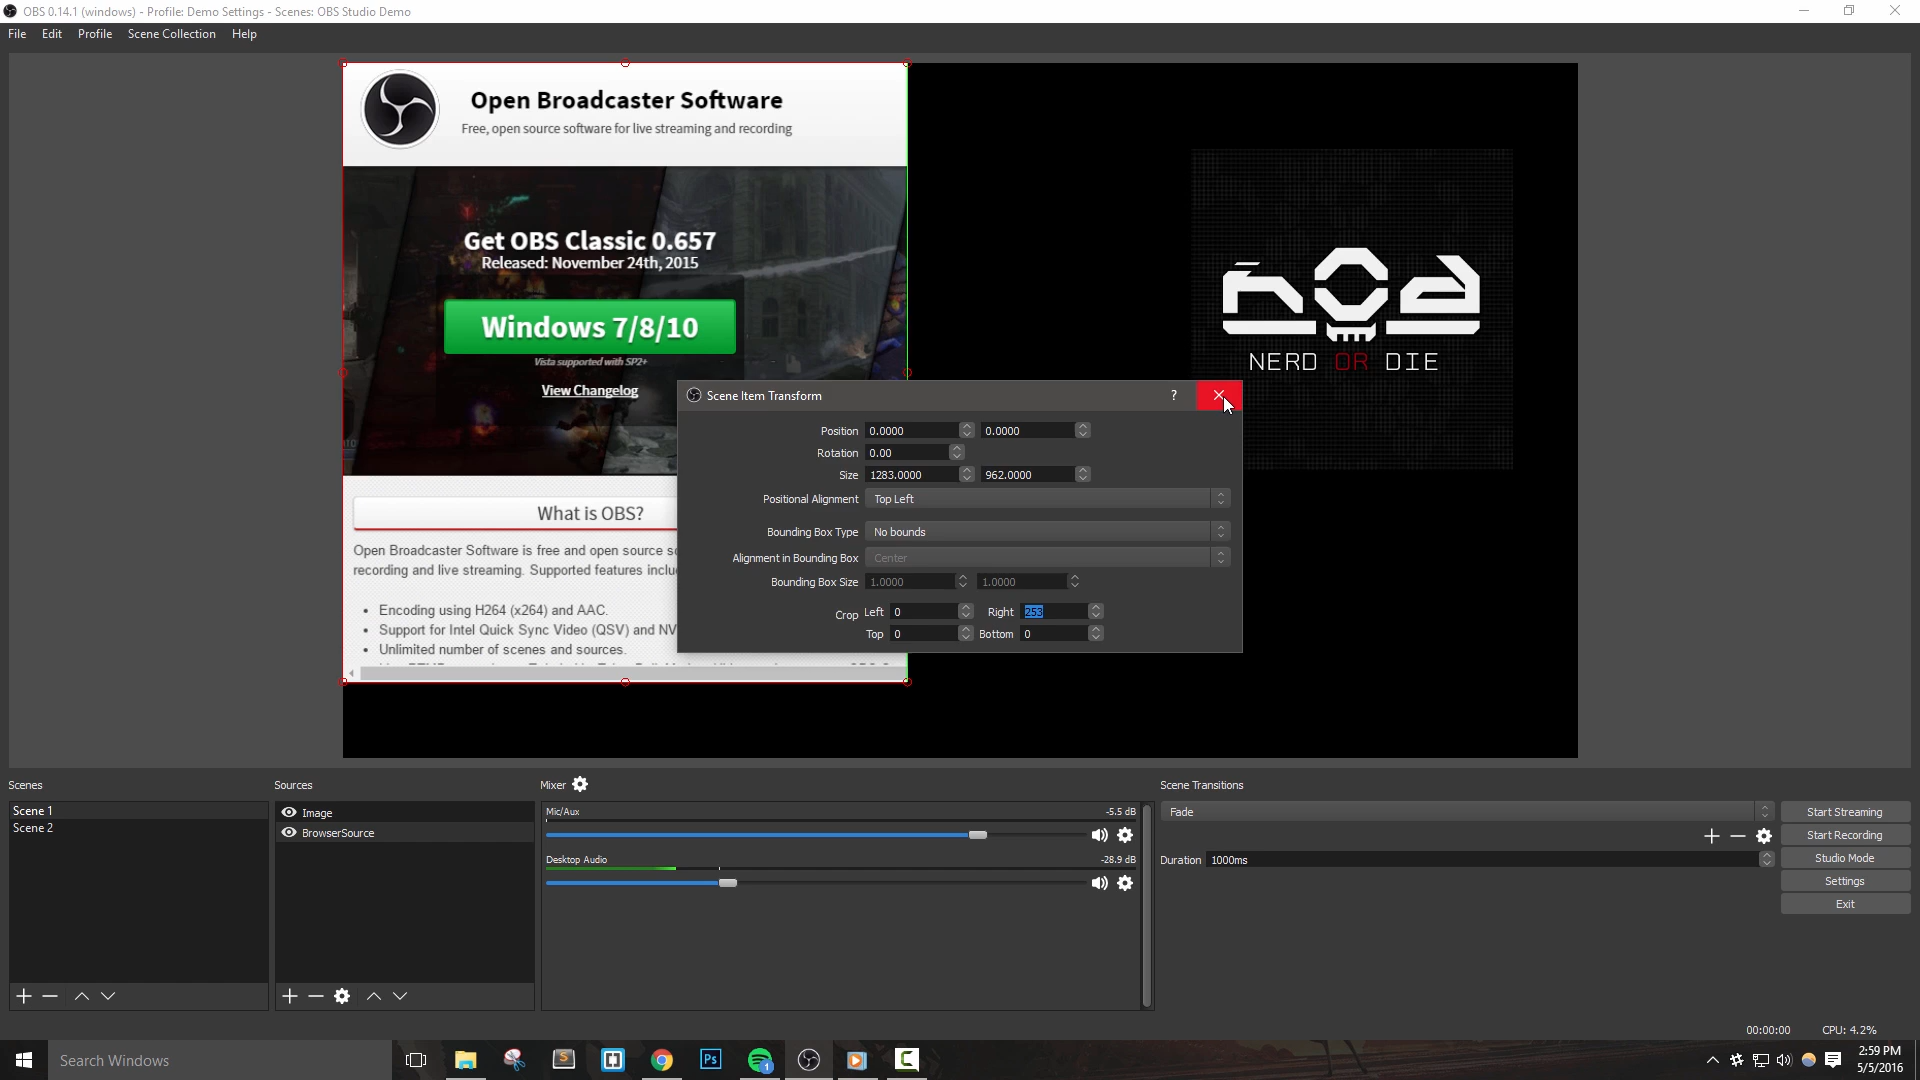 OBS 0.14.1 (windows) - Profile: Demo Settings - Scenes: OBS Studio Demo
File Edit Profile Scene Collection Help
Open Broadcaster Software
Free, open source software for live streaming and recording
Get OBS Classic 0.657
Released: November 24th, 2015
Windows 7/8/10
Vista supported with SP2+
View Changelog
What is OBS?
Open Broadcaster Software is free and open source
recording and live streaming. Supported features
Encoding using H264 (x264) and AAC.
Support for Intel Quick Sync Video (QSV) and
Unlimited number of scenes and sources.
NERD OR DIE
Scene Item Transform ?
Position 0.0000 0.0000
Rotation 0.00
Size 1283.0000 962.0000
Positional Alignment Top Left
Bounding Box Type No bounds
Alignment in Bounding Box Center
Bounding Box Size 1.0000 1.0000
Crop Left 0 Right 253
Top 0 Bottom 0
Scenes
Scene 1
Scene 2
Sources
Image
BrowserSource
Mixer
Mic/Aux -5.5 dB
Desktop Audio -28.9 dB
Scene Transitions
Fade
Duration 1000ms
Start Streaming
Start Recording
Studio Mode
Settings
Exit
00:00:00 CPU: 4.2%
Search Windows
Ps
1
2:59 PM
5/5/2016